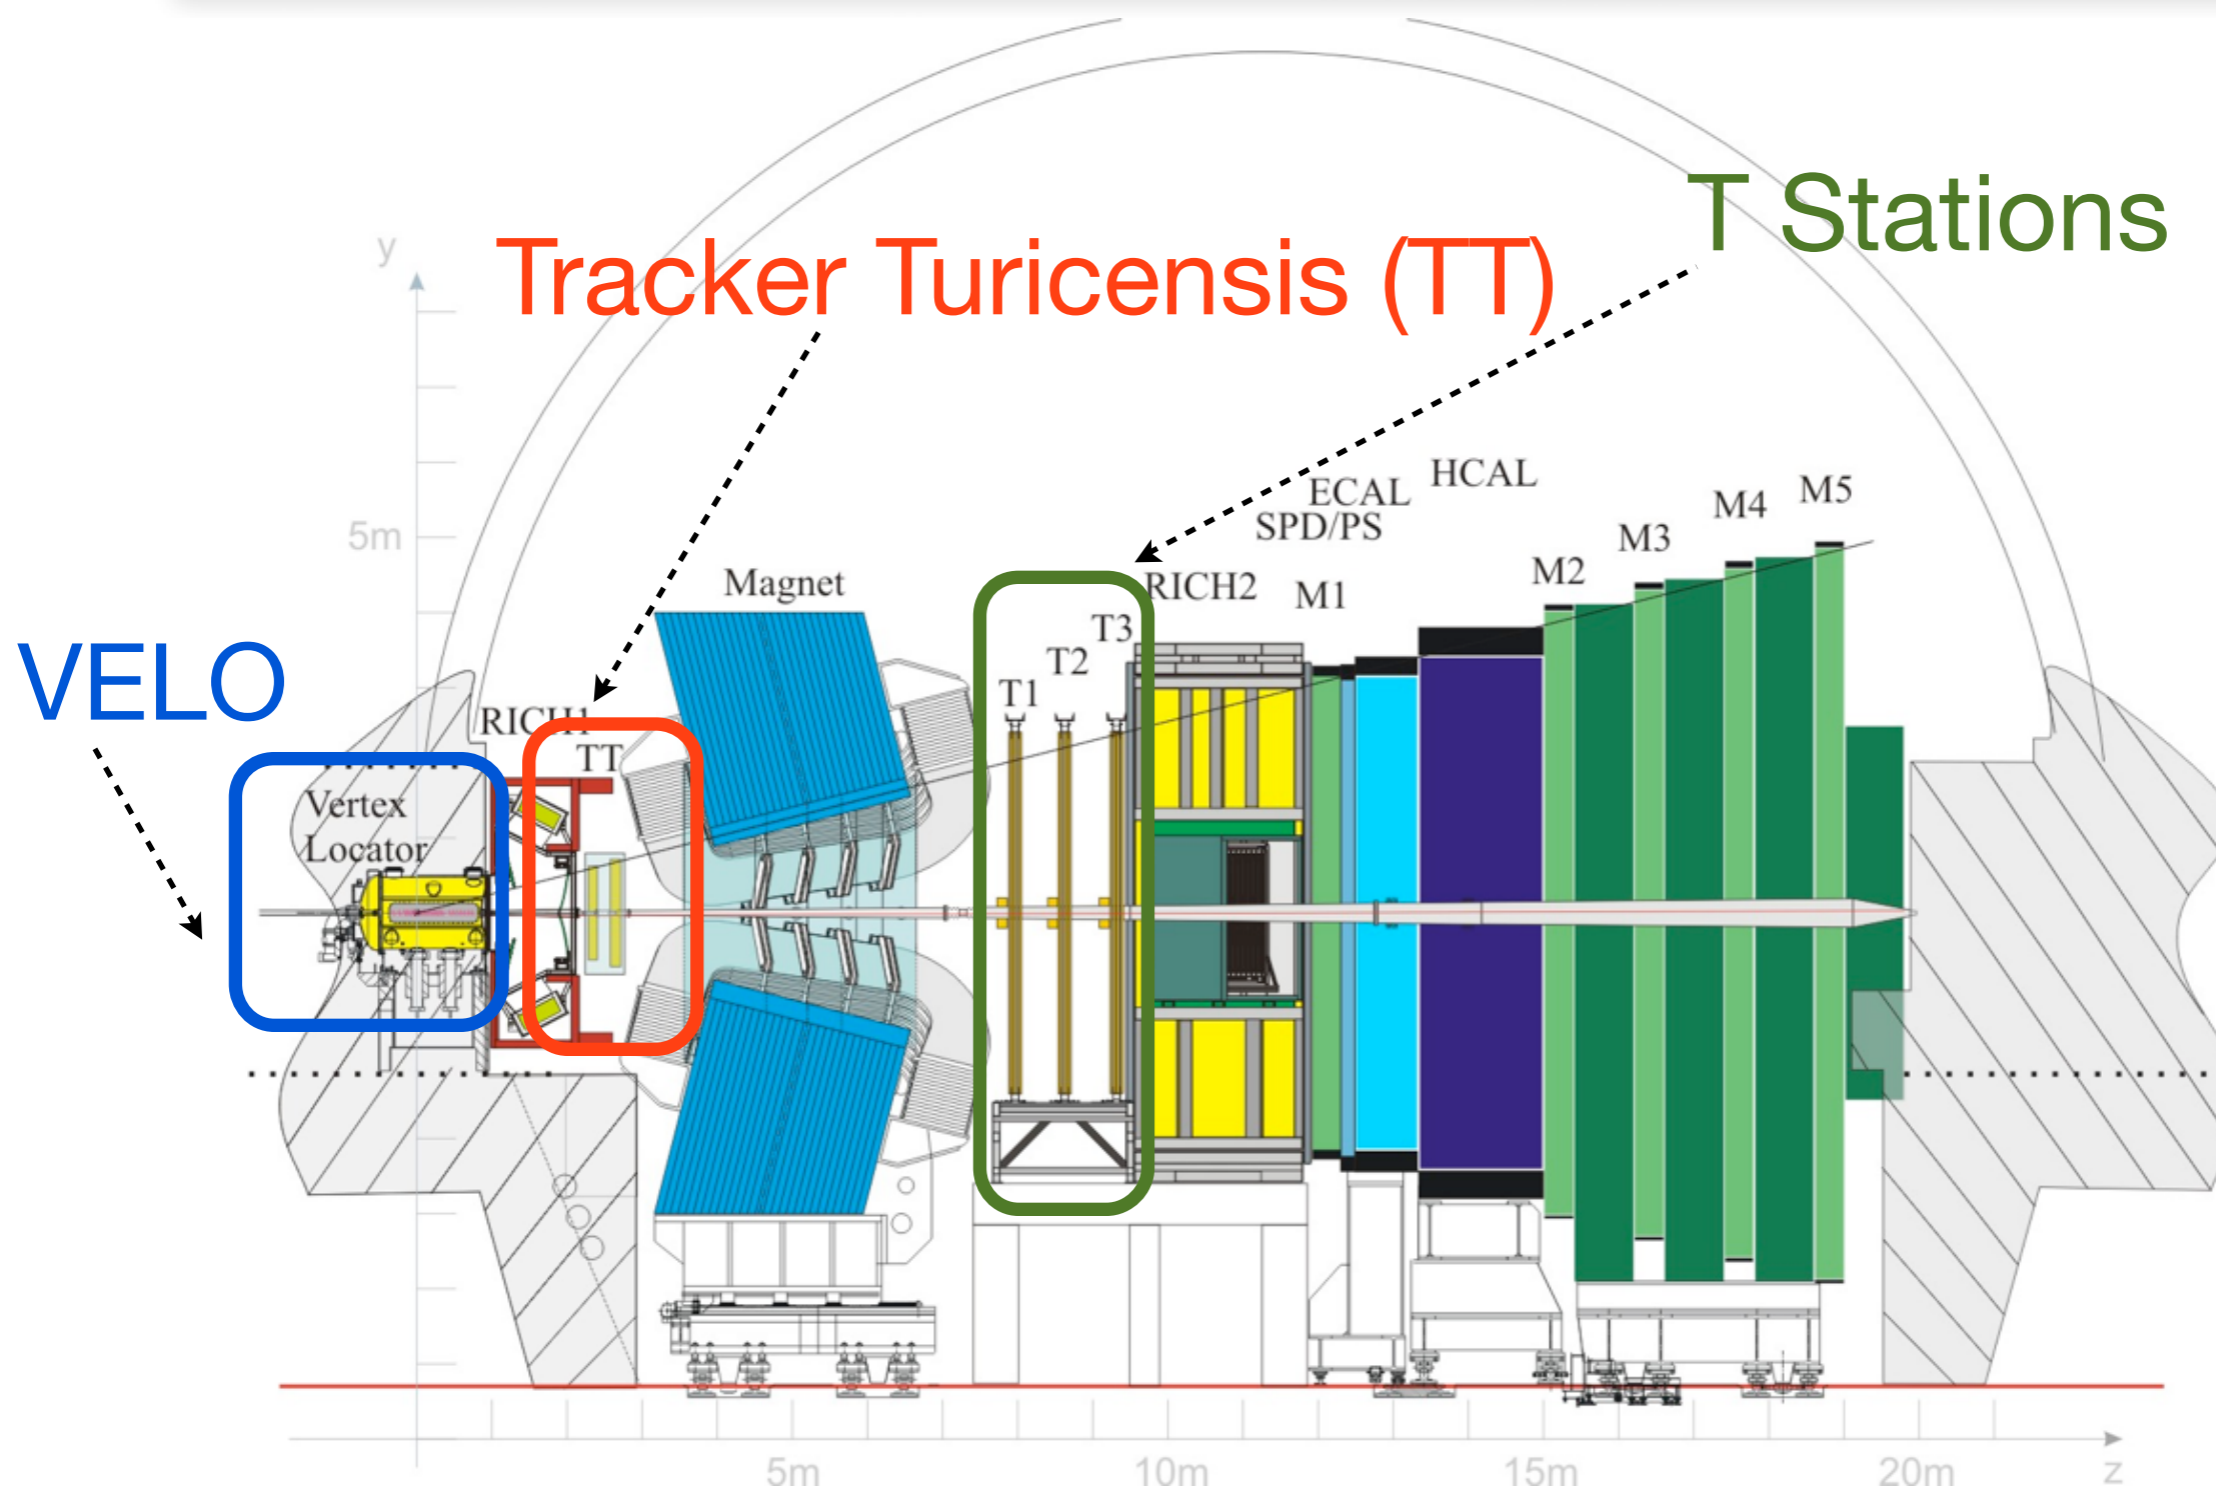 T Stations
Tracker Turicensis (TT)
y
HCAL
ECAL
SPD/PS
M5
M4
M3
M2
5m
Magnet
RICH2
M1
T3
T2
T1
VELO
RICH1
TT
Vertex
Locator
5m
10m
15m
20m
z